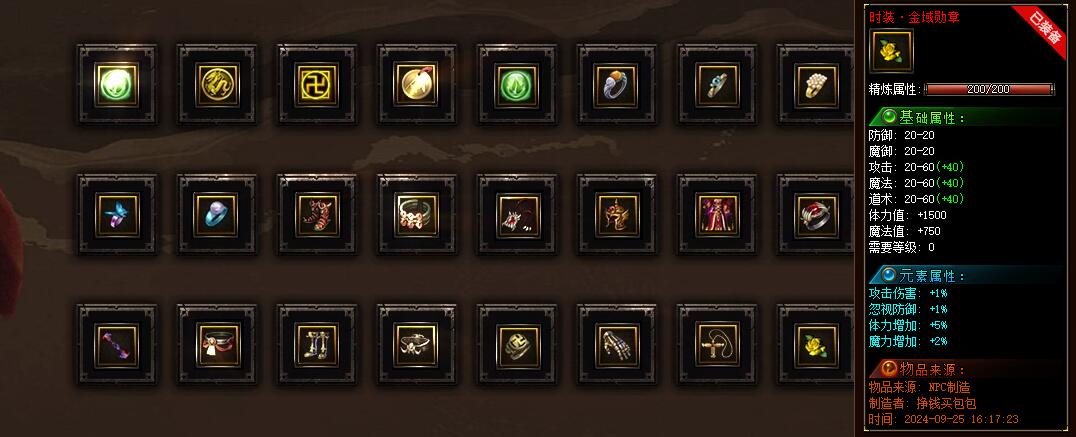 时装·金域勋章
已装备
精炼属性: 200/200
基础属性:
防御: 20-20
魔御: 20-20
攻击: 20-60(+40)
魔法: 20-60(+40)
道术: 20-60(+40)
体力值: +1500
魔法值: +750
需要等级: 0
元素属性:
攻击伤害: +1%
忽视防御: +1%
体力增加: +5%
魔力增加: +2%
物品来源:
物品来源: NPC制造
制造者: 挣钱买包包
时间: 2024-09-25 16:17:23